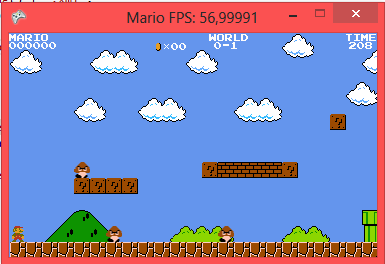 Mario FPS: 56,99991
MARIO WORLD TIME
000000 ×00 0-1 208
? ? ? ? ? ? ?